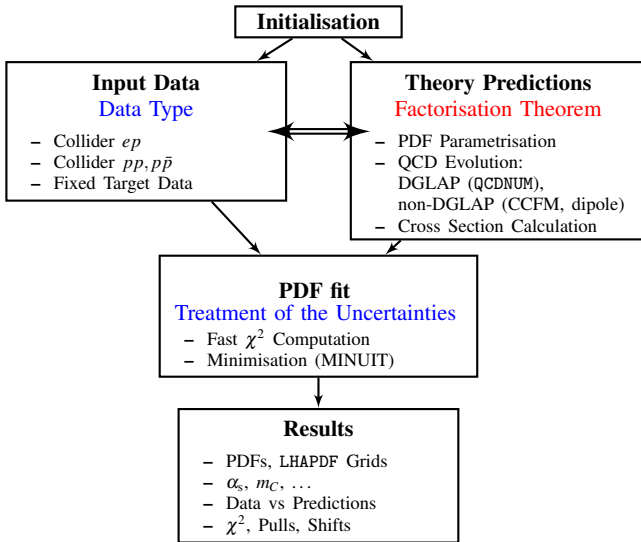 Initialisation
Input Data
Data Type
– Collider ep
– Collider pp, pp̄
– Fixed Target Data
Theory Predictions
Factorisation Theorem
– PDF Parametrisation
– QCD Evolution:
DGLAP (QCDNUM),
non-DGLAP (CCFM, dipole)
– Cross Section Calculation
PDF fit
Treatment of the Uncertainties
– Fast χ² Computation
– Minimisation (MINUIT)
Results
– PDFs, LHAPDF Grids
– αₛ, m_C, …
– Data vs Predictions
– χ², Pulls, Shifts